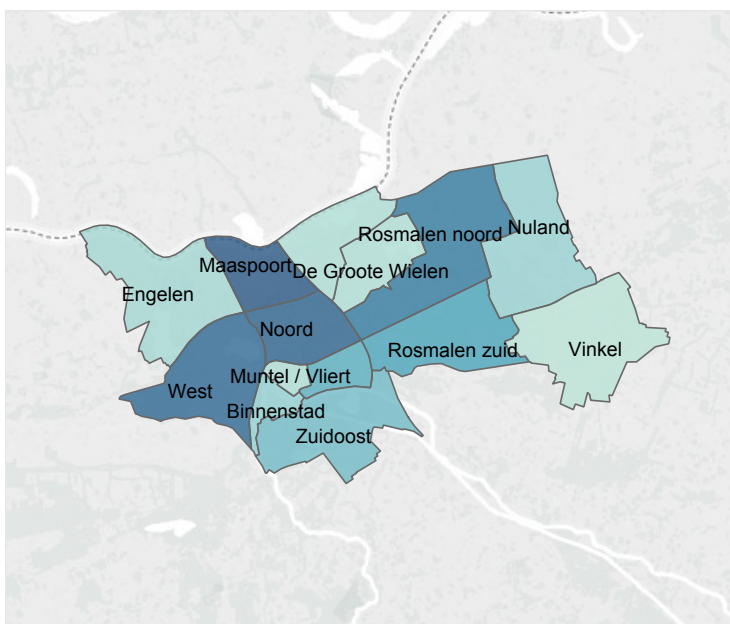 Nuland
Rosmalen noord
Maaspoort
De Groote Wielen
Engelen
Noord
Rosmalen zuid
Vinkel
Muntel / Vliert
West
Binnenstad
Zuidoost